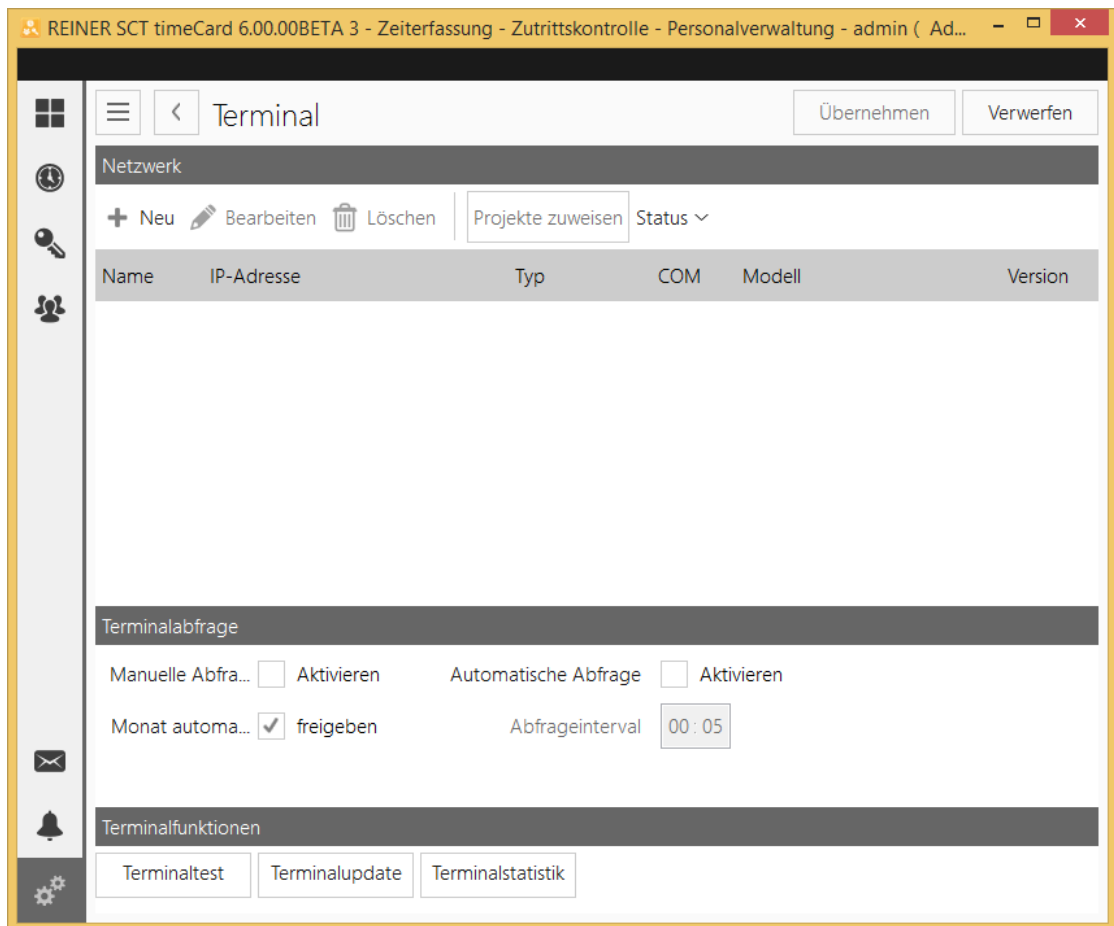 REINER SCT timeCard 6.00.00BETA 3 - Zeiterfassung - Zutrittskontrolle - Personalverwaltung - admin ( Ad...
Terminal
Übernehmen
Verwerfen
Netzwerk
Neu Bearbeiten Löschen Projekte zuweisen Status
Name IP-Adresse Typ COM Modell Version
Terminalabfrage
Manuelle Abfra... Aktivieren Automatische Abfrage Aktivieren
Monat automa... freigeben Abfrageinterval 00 : 05
Terminalfunktionen
Terminaltest Terminalupdate Terminalstatistik